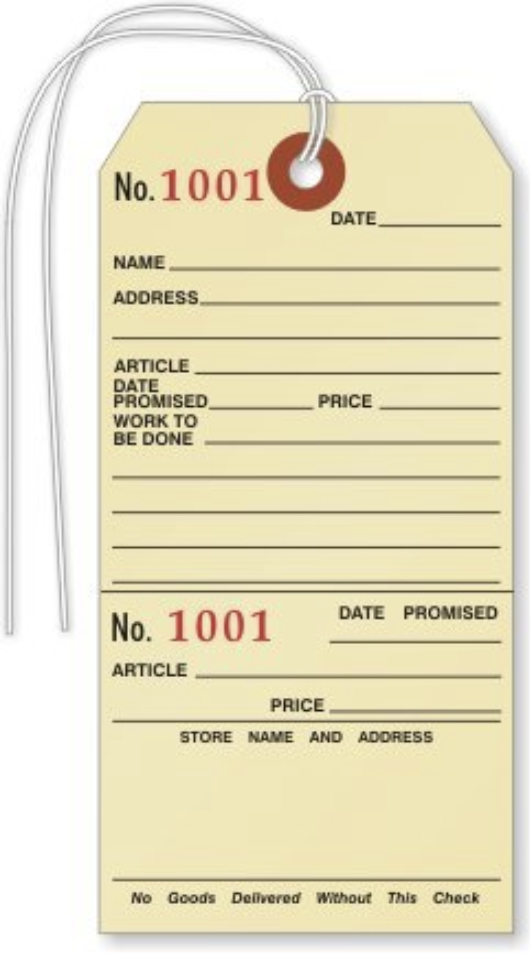 No. 1001
DATE
NAME
ADDRESS
ARTICLE
DATE
PROMISED PRICE
WORK TO
BE DONE
No. 1001 DATE PROMISED
ARTICLE
PRICE
STORE NAME AND ADDRESS
No Goods Delivered Without This Check